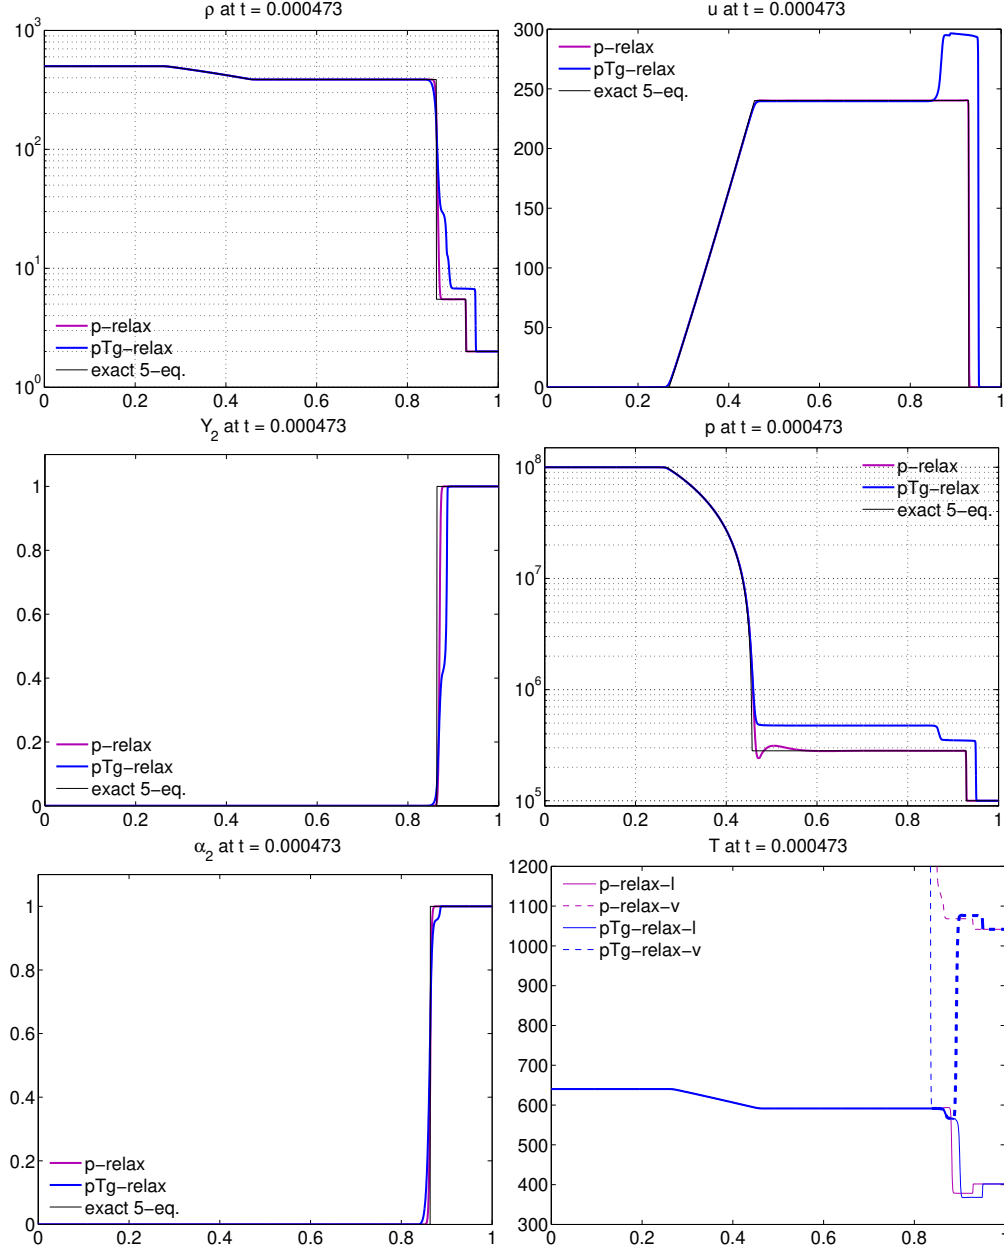 ρ at t = 0.000473
10^3
10^2
10^1
10^0
p−relax
pTg−relax
exact 5−eq.
0 0.2 0.4 0.6 0.8 1
u at t = 0.000473
300
250
200
150
100
50
0
p−relax
pTg−relax
exact 5−eq.
0 0.2 0.4 0.6 0.8 1
Y_2 at t = 0.000473
1
0.8
0.6
0.4
0.2
0
p−relax
pTg−relax
exact 5−eq.
0 0.2 0.4 0.6 0.8 1
p at t = 0.000473
10^8
10^7
10^6
10^5
p−relax
pTg−relax
exact 5−eq.
0 0.2 0.4 0.6 0.8 1
α_2 at t = 0.000473
1
0.8
0.6
0.4
0.2
0
p−relax
pTg−relax
exact 5−eq.
0 0.2 0.4 0.6 0.8 1
T at t = 0.000473
1200
1100
1000
900
800
700
600
500
400
300
p−relax−l
p−relax−v
pTg−relax−l
pTg−relax−v
0 0.2 0.4 0.6 0.8 1